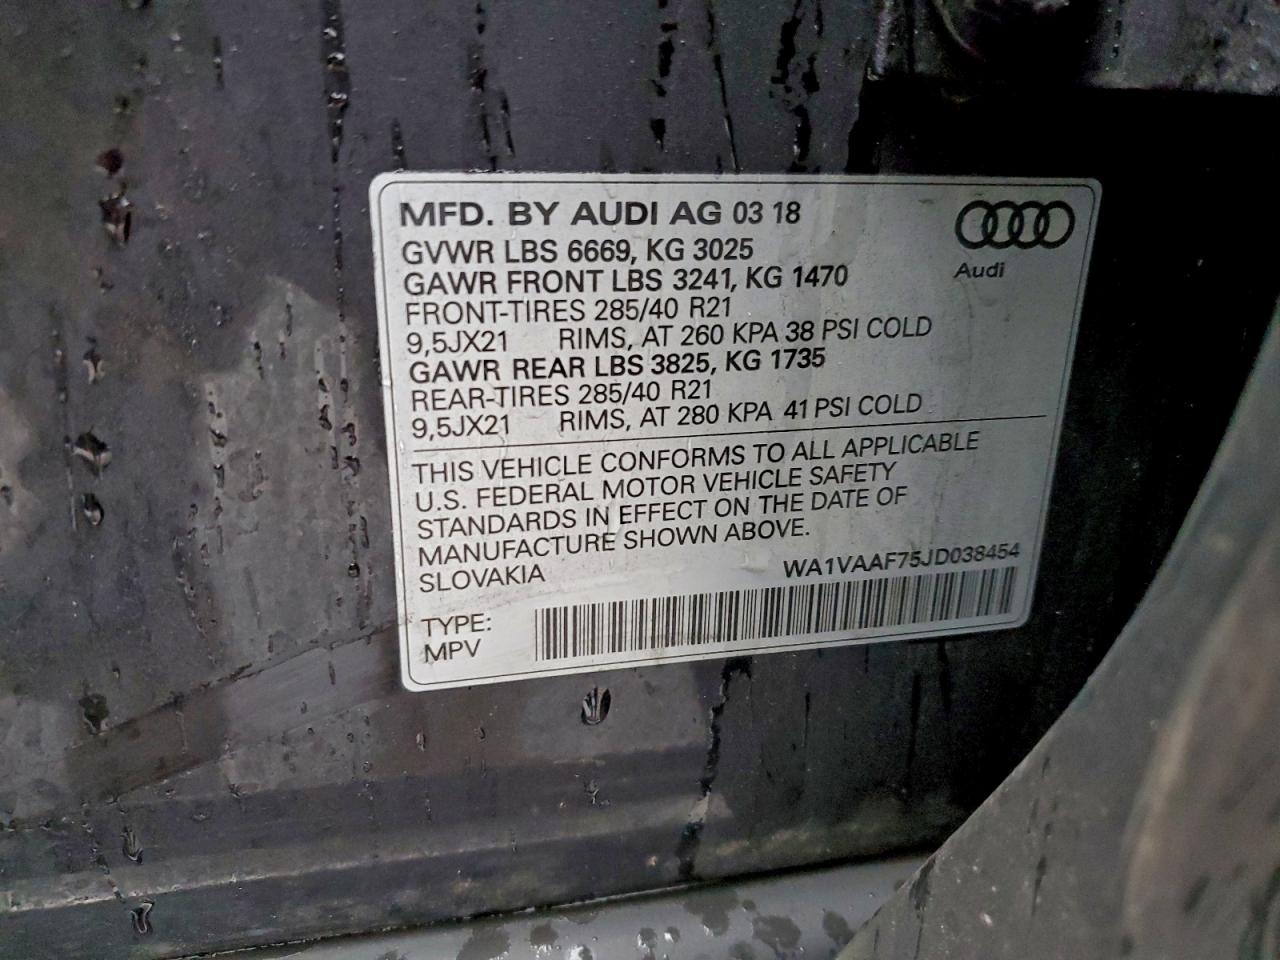 MFD. BY AUDI AG 03 18
GVWR LBS 6669, KG 3025
GAWR FRONT LBS 3241, KG 1470
FRONT-TIRES 285/40 R21
9,5JX21 RIMS, AT 260 KPA 38 PSI COLD
GAWR REAR LBS 3825, KG 1735
REAR-TIRES 285/40 R21
9,5JX21 RIMS, AT 280 KPA 41 PSI COLD
Audi
THIS VEHICLE CONFORMS TO ALL APPLICABLE
U.S. FEDERAL MOTOR VEHICLE SAFETY
STANDARDS IN EFFECT ON THE DATE OF
MANUFACTURE SHOWN ABOVE.
SLOVAKIA
WA1VAAF75JD038454
TYPE:
MPV